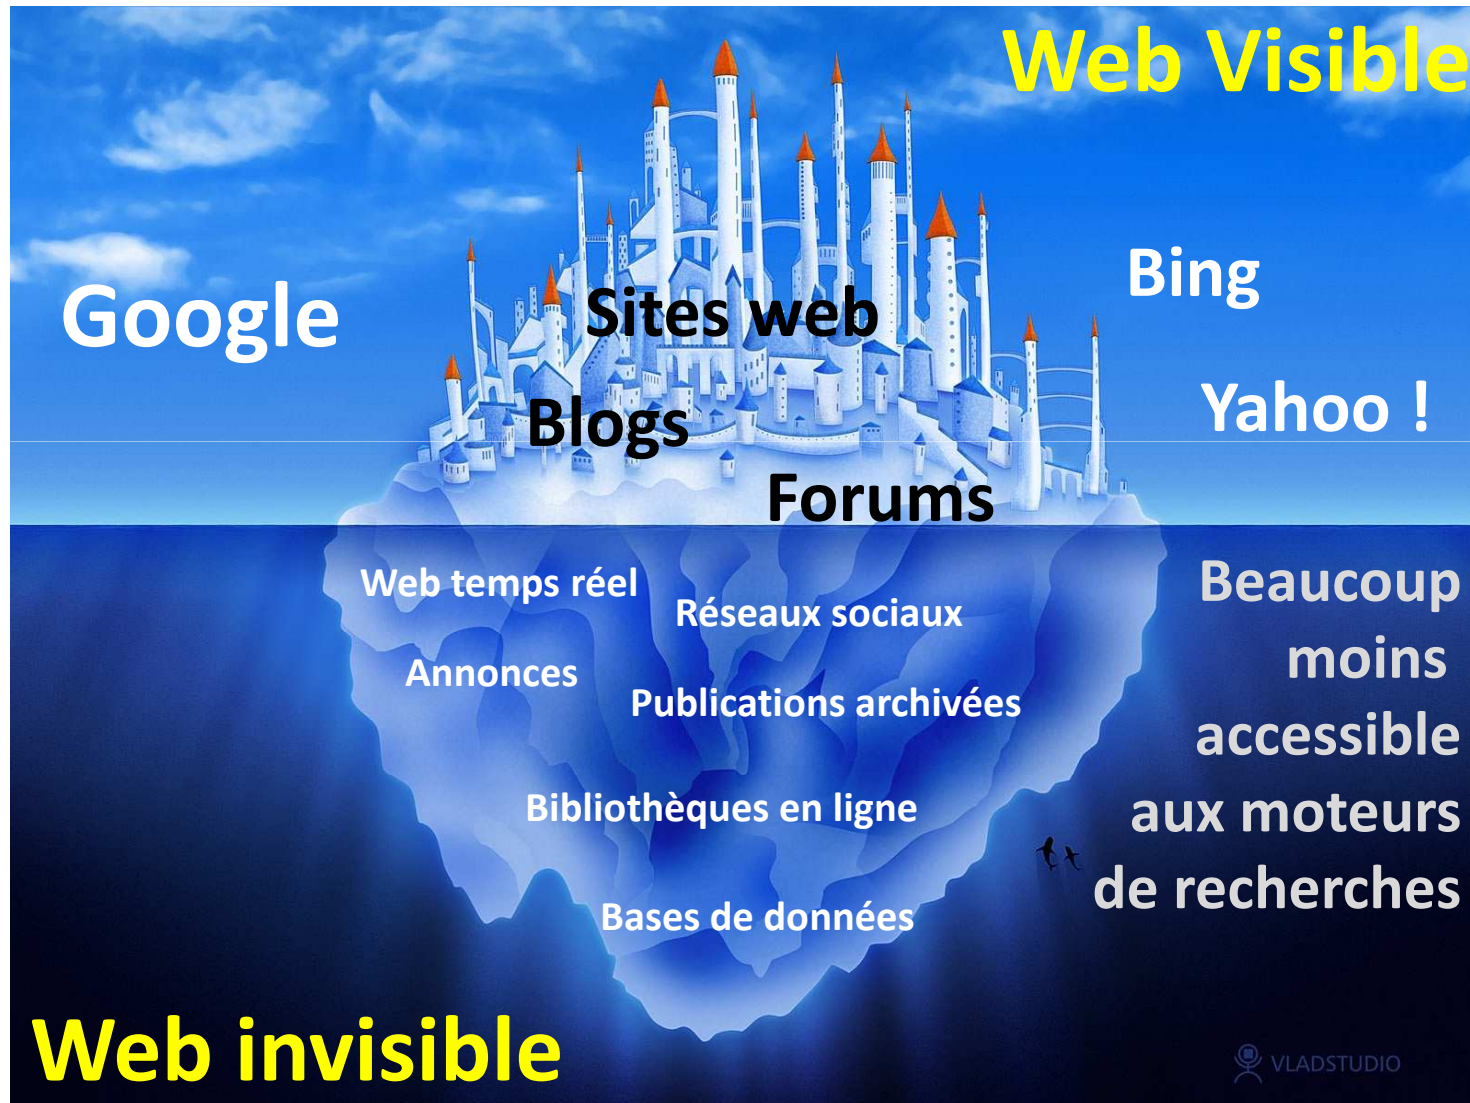 Web Visible
Bing
Google
Sites web
Yahoo !
Blogs
Forums
Web temps réel
Réseaux sociaux
Annonces
Publications archivées
Bibliothèques en ligne
Bases de données
Beaucoup
moins
accessible
aux moteurs
de recherches
Web invisible
VLADSTUDIO